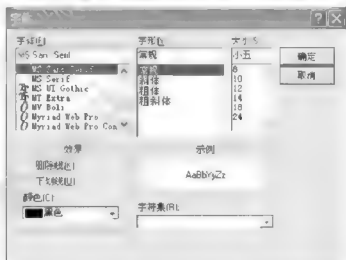 字体
字体(F) 字形(Y) 大小(S)
MS Sans Serif 常规 小五 确定
MS Sans Serif 常规 8 取消
MS Serif 斜体 10
MS UI Gothic 粗体 12
MT Extra 粗斜体 14
MV Boli 18
Myriad Web Pro 24
Myriad Web Pro Con
效果 示例
删除线(K)
下划线(U) AaBbYyZz
颜色(C):
黑色 字符集(R):